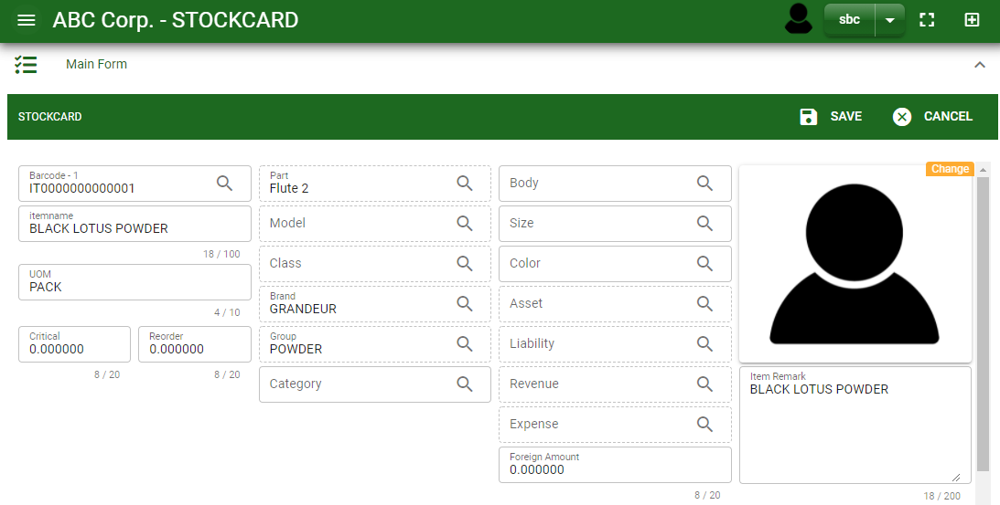 ABC Corp. - STOCKCARD
sbc
Main Form
STOCKCARD
SAVE
CANCEL
Barcode - 1
IT0000000000001
itemname
BLACK LOTUS POWDER
18 / 100
UOM
PACK
4 / 10
Critical
0.000000
8 / 20
Reorder
0.000000
8 / 20
Part
Flute 2
Model
Class
Brand
GRANDEUR
Group
POWDER
Category
Body
Size
Color
Asset
Liability
Revenue
Expense
Foreign Amount
0.000000
8 / 20
Change
Item Remark
BLACK LOTUS POWDER
18 / 200